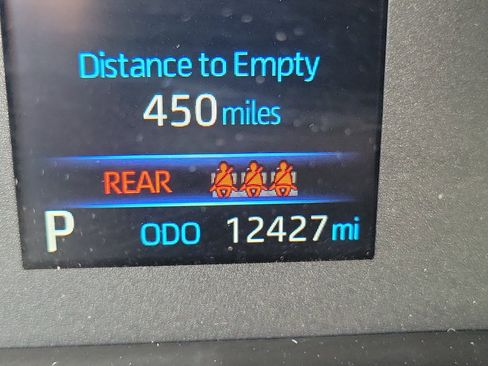 Distance to Empty
450 miles
REAR
P ODO 12427 mi